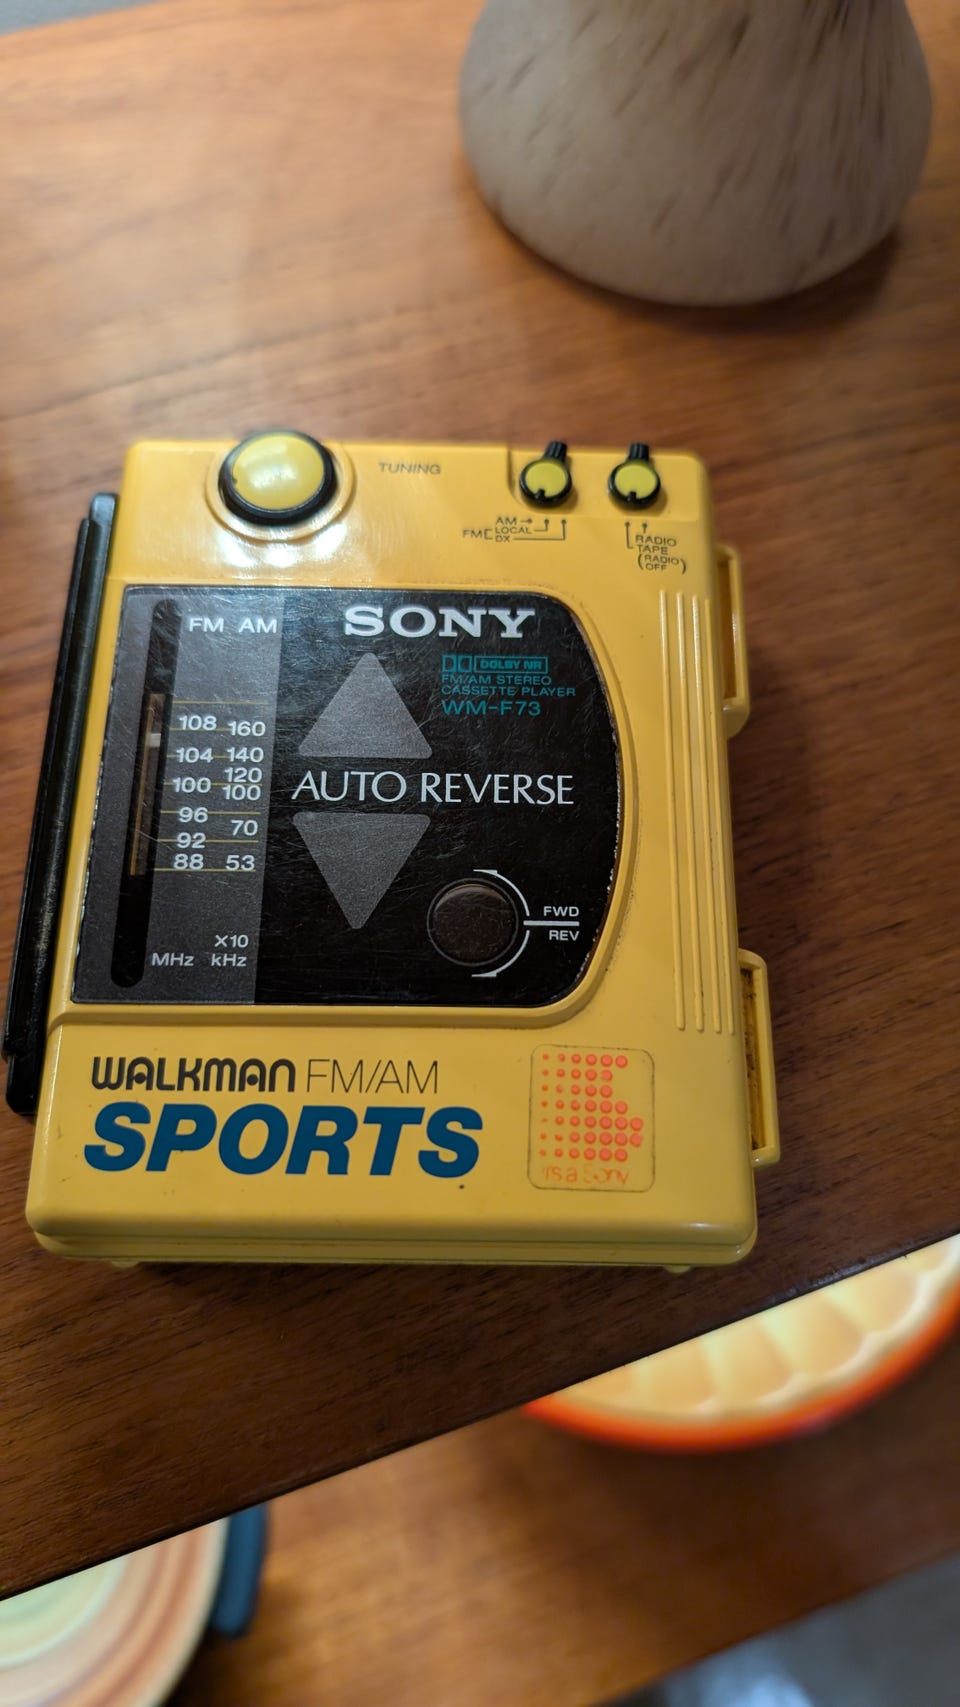 TUNING
AM
FM LOCAL
DX
RADIO
TAPE
(RADIO
OFF)
FM AM
108 160
104 140
120
100 100
96 70
92
88 53
X10
MHz kHz
SONY
DOLBY NR
FM/AM STEREO
CASSETTE PLAYER
WM-F73
AUTO REVERSE
FWD
REV
WALKMAN FM/AM
SPORTS
It's a Sony